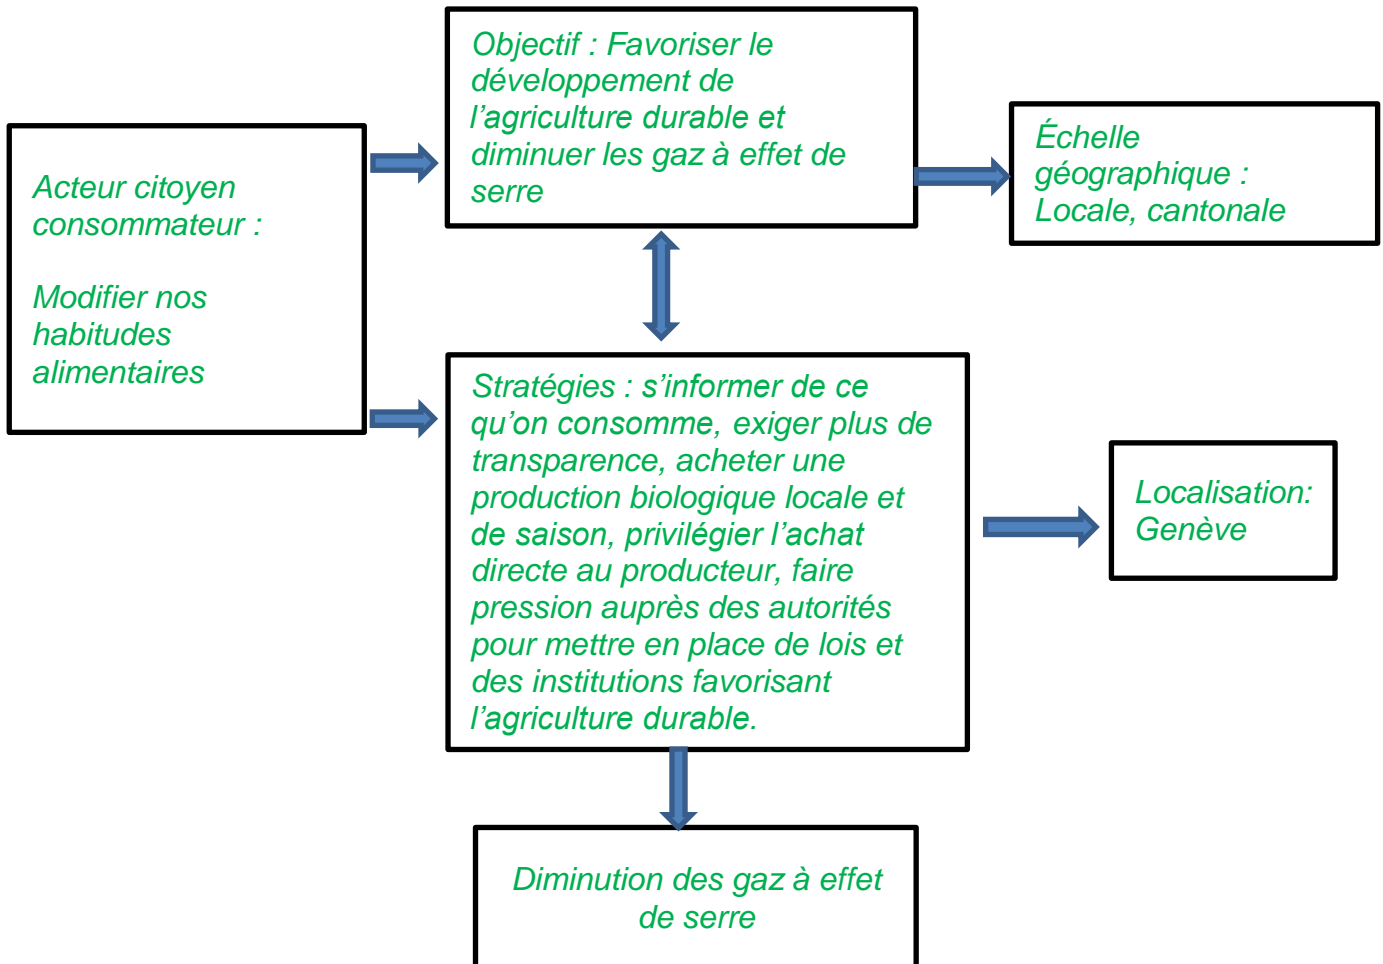 Acteur citoyen
consommateur :
Modifier nos
habitudes
alimentaires
Objectif : Favoriser le
développement de
l’agriculture durable et
diminuer les gaz à effet de
serre
Échelle
géographique :
Locale, cantonale
Stratégies : s’informer de ce
qu’on consomme, exiger plus de
transparence, acheter une
production biologique locale et
de saison, privilégier l’achat
directe au producteur, faire
pression auprès des autorités
pour mettre en place de lois et
des institutions favorisant
l’agriculture durable.
Localisation:
Genève
Diminution des gaz à effet
de serre